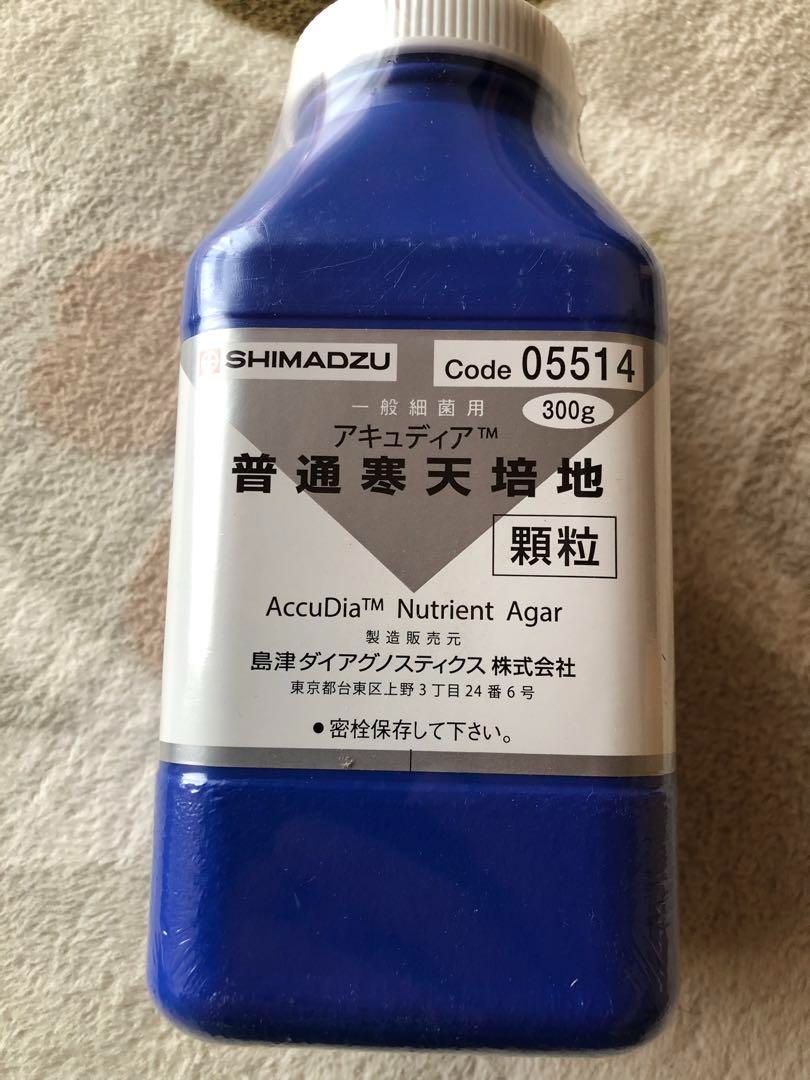 SHIMADZU
Code 05514
一般細菌用
300g
アキュディア™
普通寒天培地
顆粒
AccuDia™ Nutrient Agar
製造販売元
島津ダイアグノスティクス株式会社
東京都台東区上野3丁目24番6号
●密栓保存して下さい。